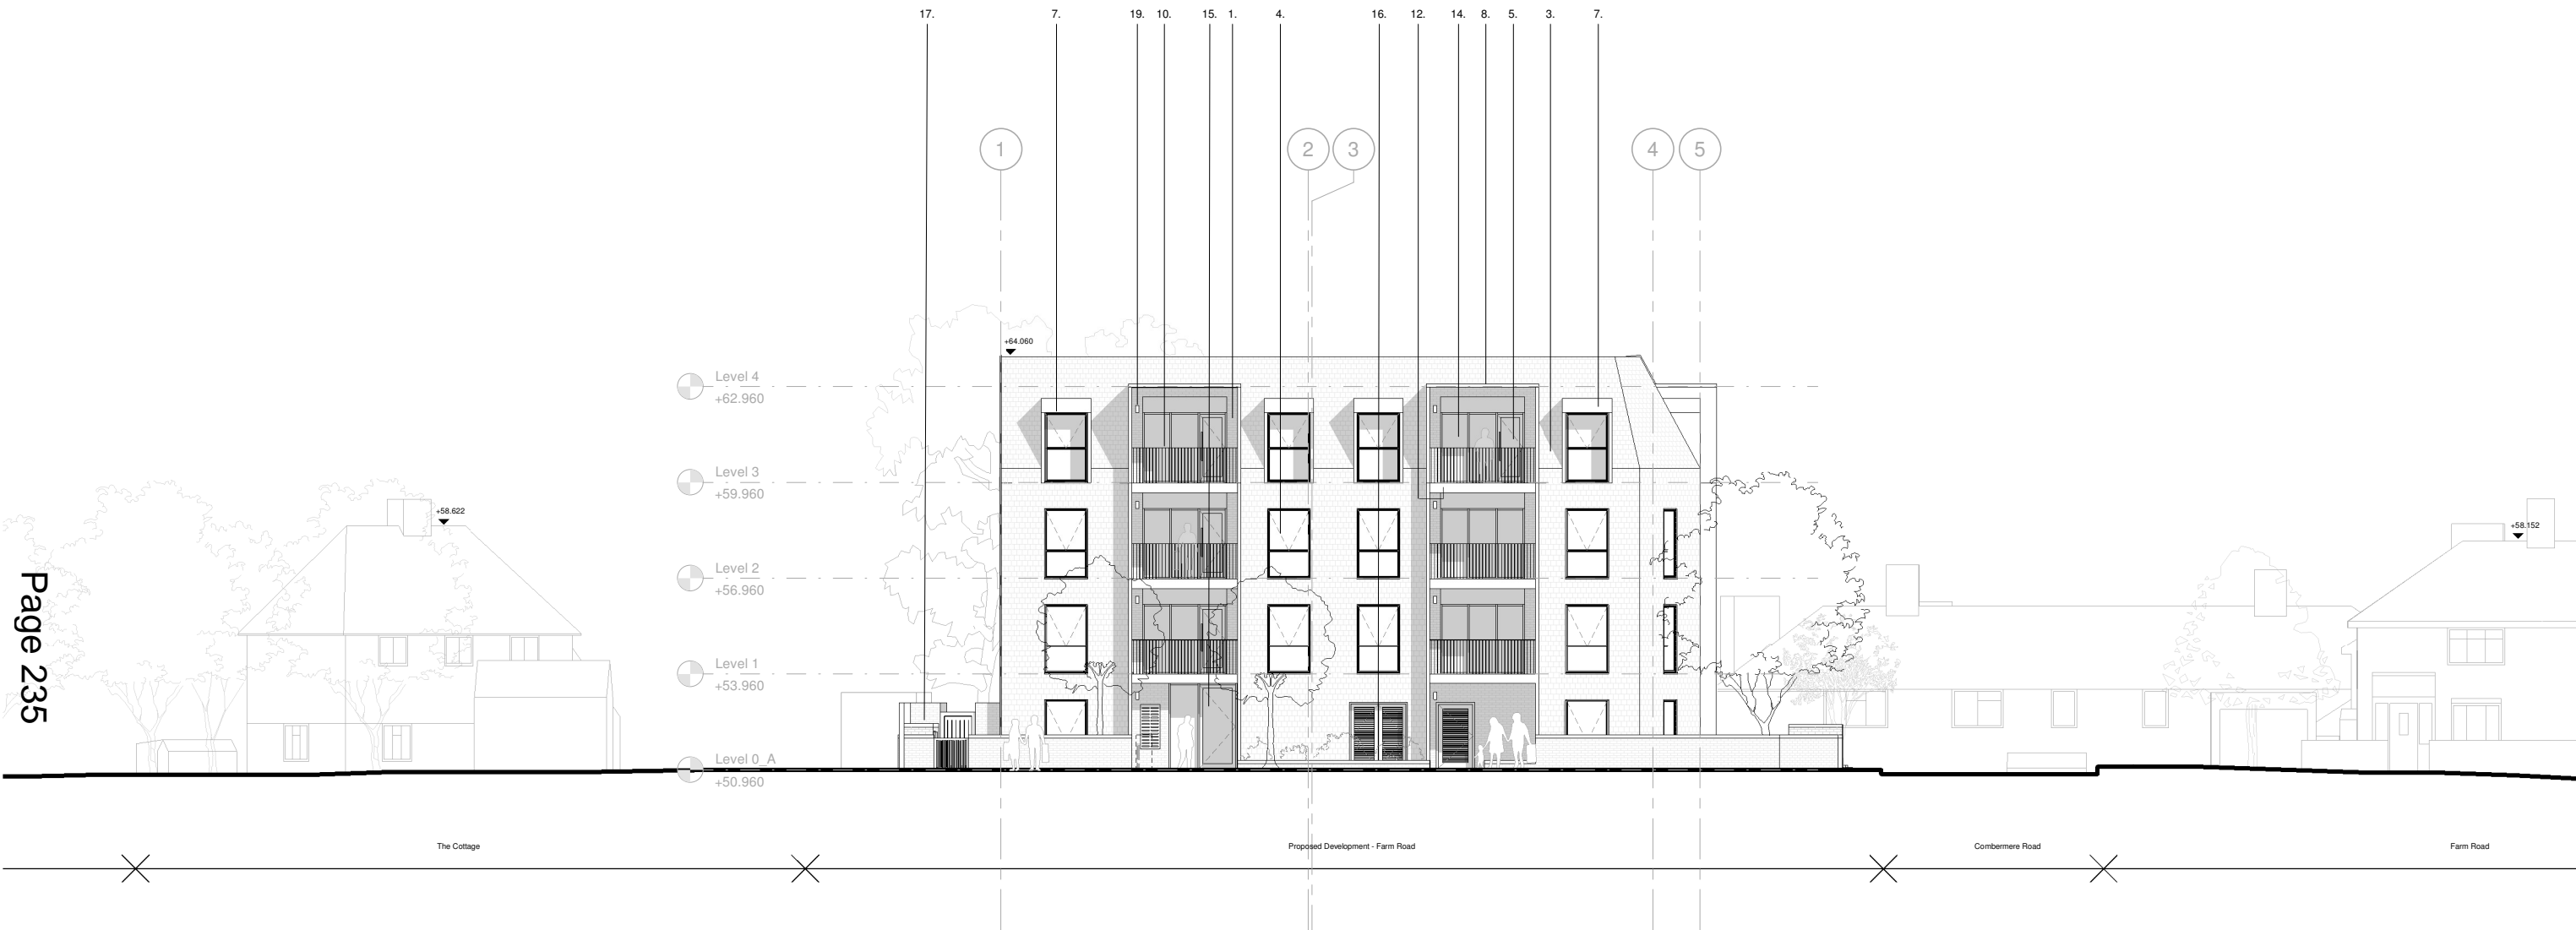 17.
7.
19.
10.
15.
1.
4.
16.
12.
14.
8.
5.
3.
7.
1
2
3
4
5
+64.060
Level 4
+62.960
Level 3
+59.960
+58.622
+58.152
Level 2
+56.960
Level 1
+53.960
Level 0_A
+50.960
The Cottage
Proposed Development - Farm Road
Combermere Road
Farm Road
Page 235